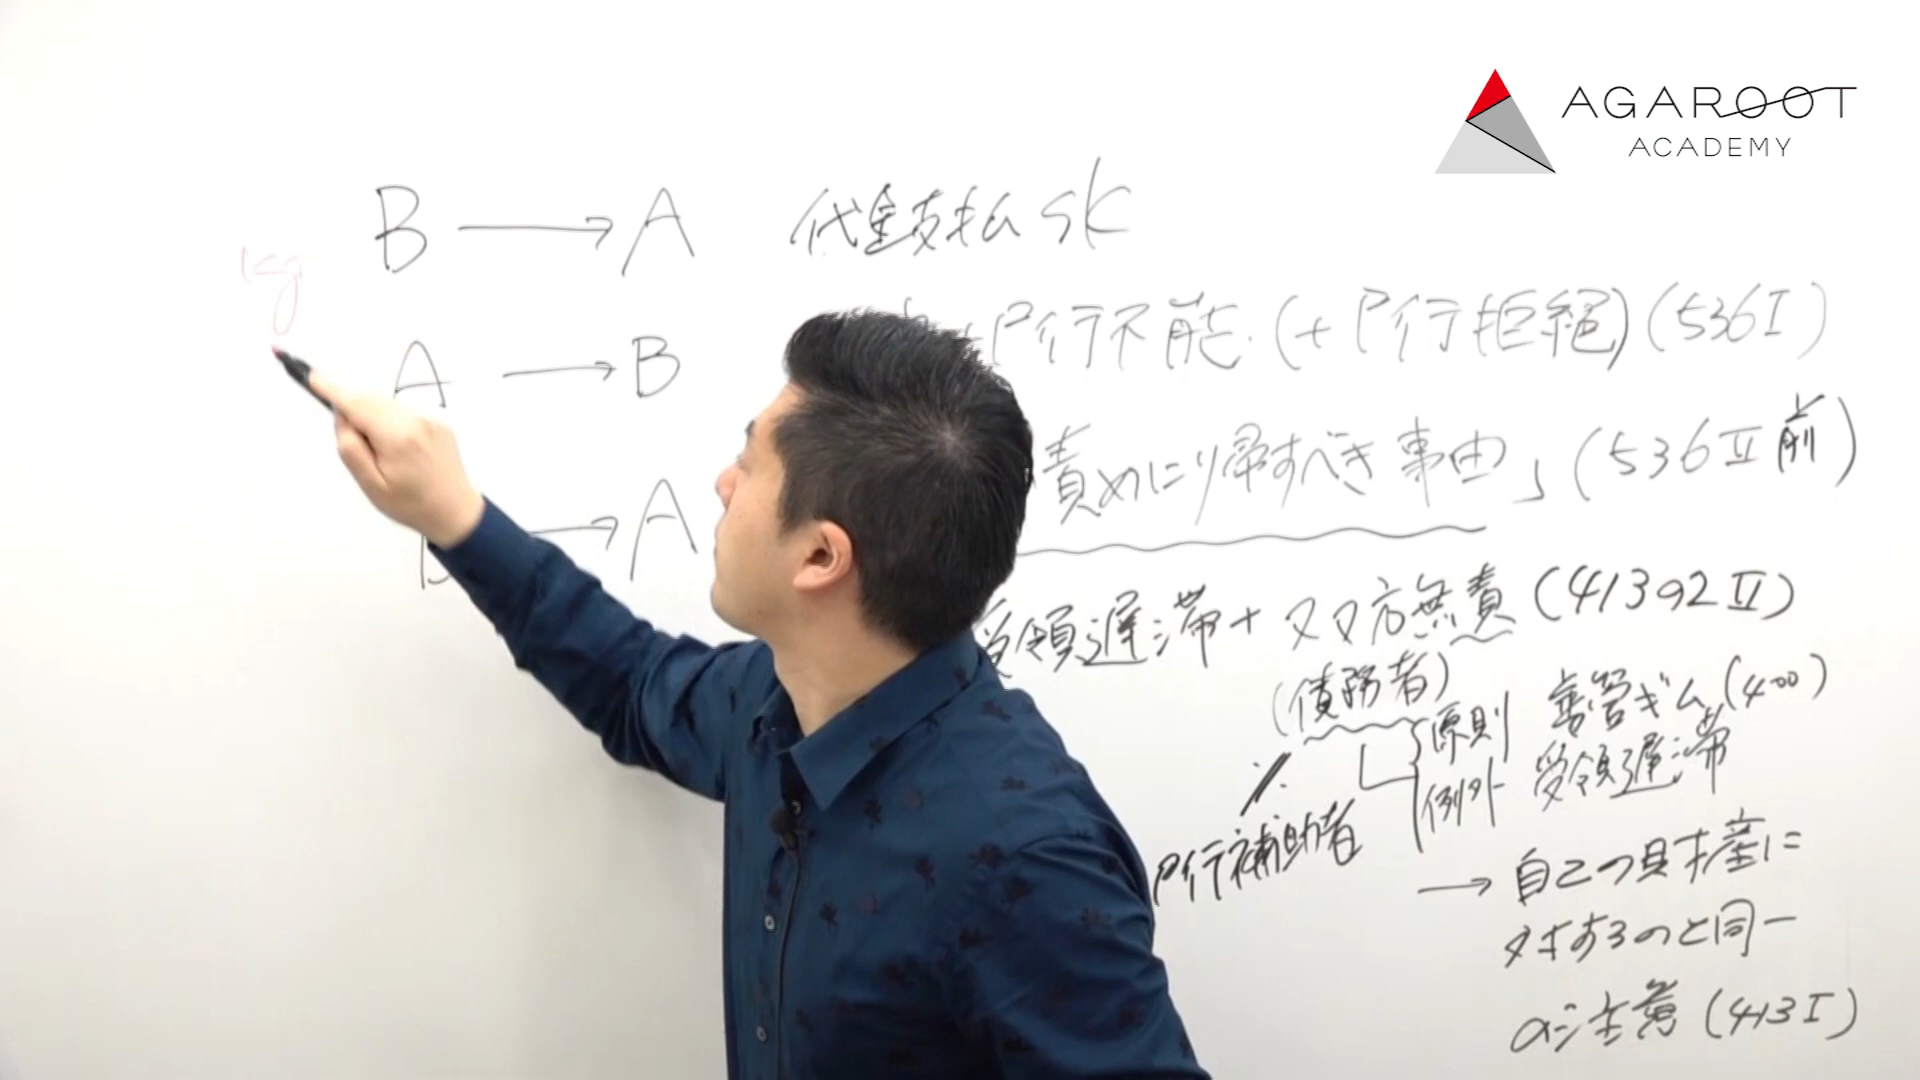 AGAROOT
ACADEMY
B → A 代金支払SK
kg
A → B
+ P行不能 (+ P行拒絶) (536Ⅰ)
責めに帰すべき事由」(536Ⅱ前)
→ A
受領遅滞 + 双方無責 (413の2Ⅱ)
(債務者)
原則 善管ギム (400)
例外 受領遅滞
P行補助者
→ 自己の財産に
対するのと同一
の注意 (413Ⅰ)